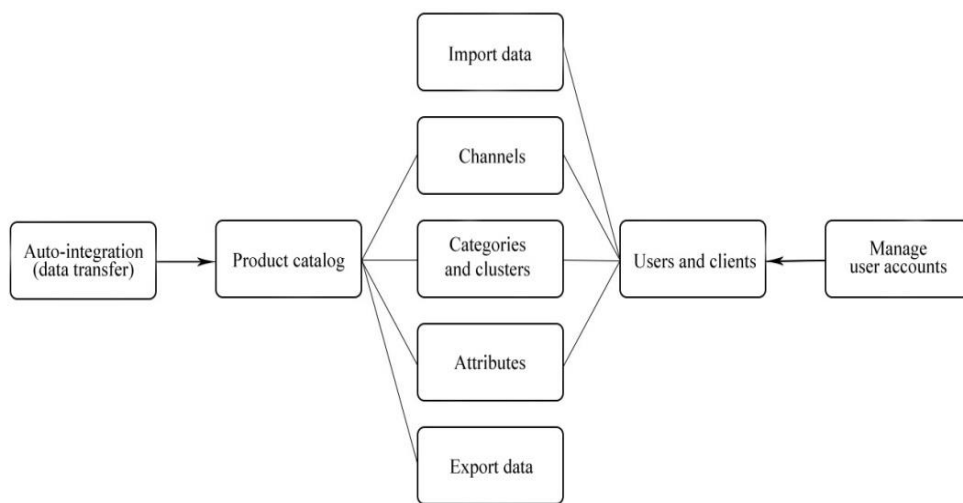 Import data
Channels
Auto-integration
(data transfer)
Product catalog
Categories
and clusters
Users and clients
Manage
user accounts
Attributes
Export data